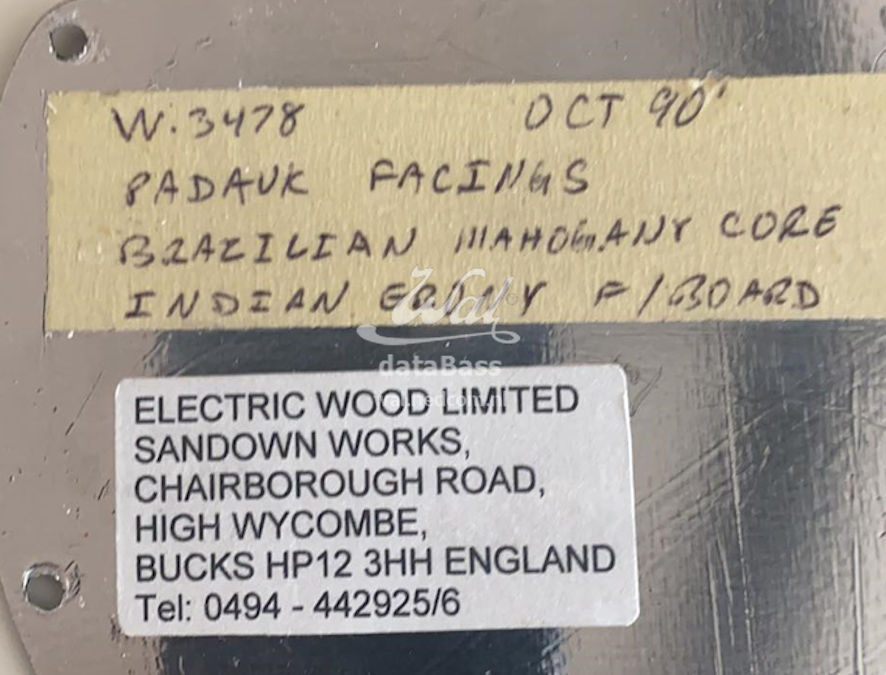 W.3478 OCT 90'
PADAUK FACINGS
BRAZILIAN MAHOGANY CORE
INDIAN EBONY F/BOARD
Wal
dataBass
ELECTRIC WOOD LIMITED
SANDOWN WORKS,
CHAIRBOROUGH ROAD,
HIGH WYCOMBE,
BUCKS HP12 3HH ENGLAND
Tel: 0494 - 442925/6